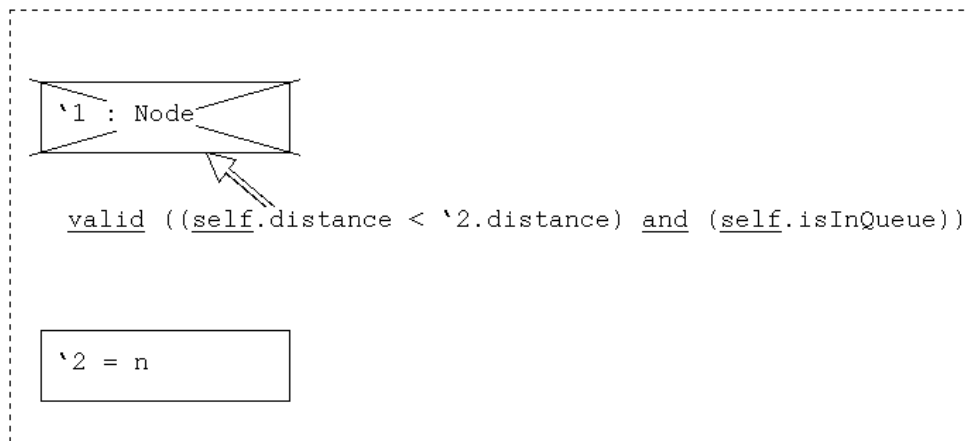 ‛1 : Node
valid ((self.distance < ‛2.distance) and (self.isInQueue))
‛2 = n